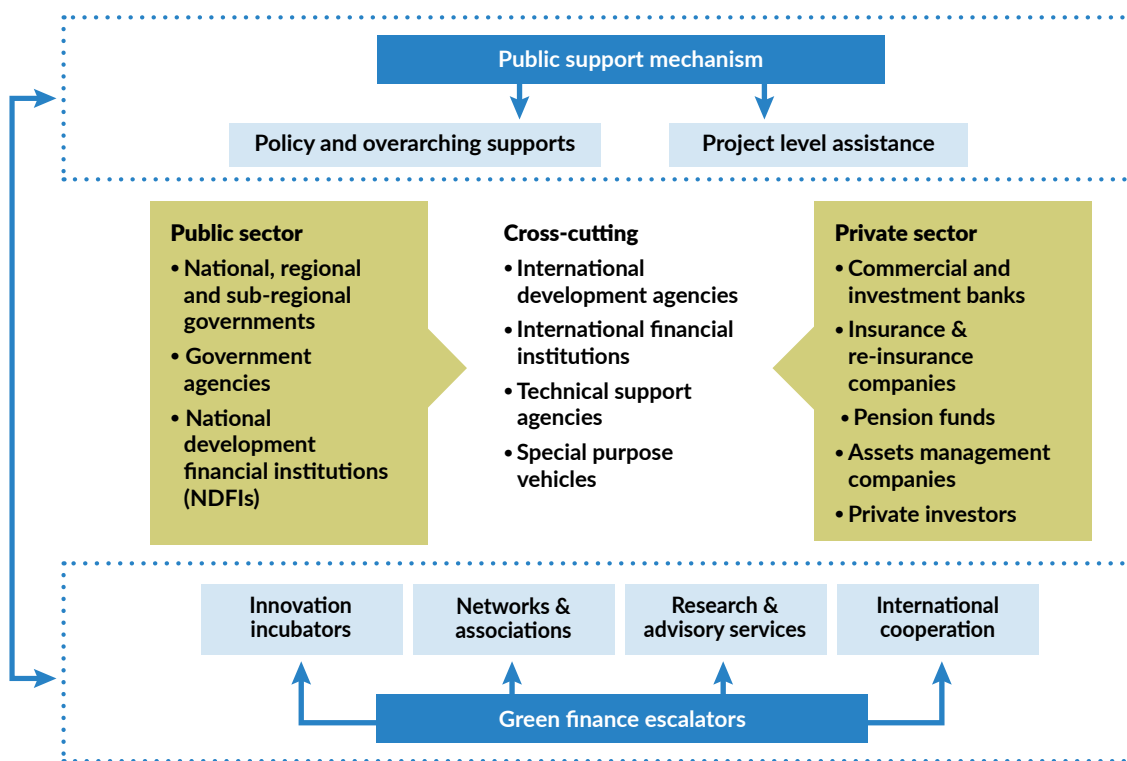 Public support mechanism
Policy and overarching supports
Project level assistance
Public sector
• National, regional
and sub-regional
governments
• Government
agencies
• National
development
financial institutions
(NDFIs)
Cross-cutting
• International
development agencies
• International financial
institutions
• Technical support
agencies
• Special purpose
vehicles
Private sector
• Commercial and
investment banks
• Insurance &
re-insurance
companies
• Pension funds
• Assets management
companies
• Private investors
Innovation
incubators
Networks &
associations
Research &
advisory services
International
cooperation
Green finance escalators